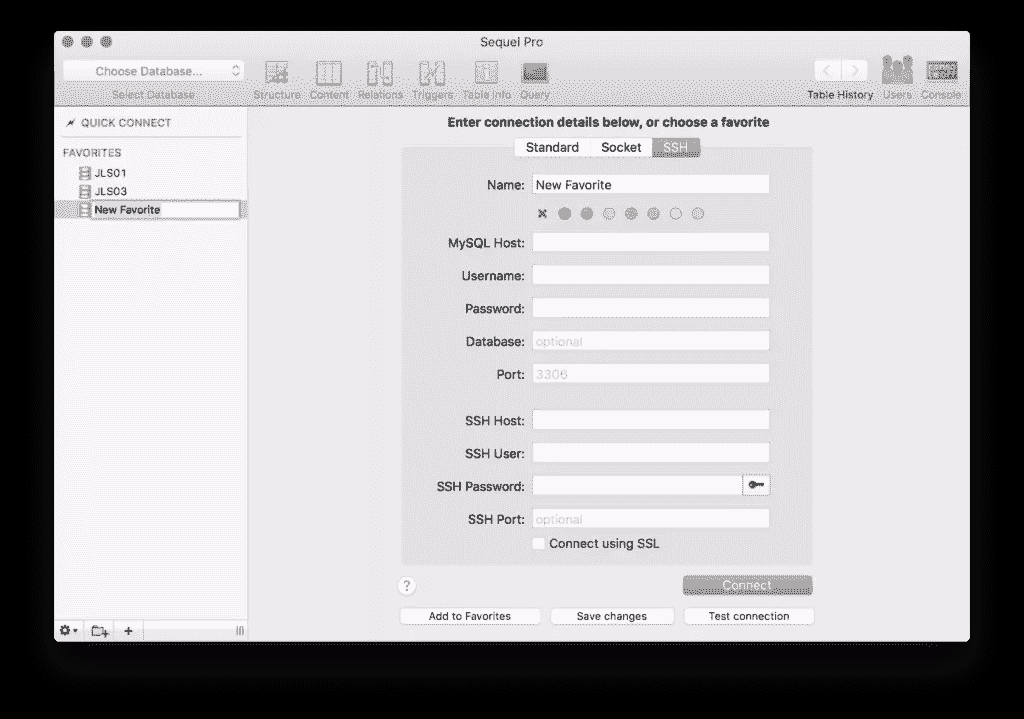 Sequel Pro
Choose Database...
Select Database
Structure Content Relations Triggers Table Info Query
Table History Users Console
QUICK CONNECT
FAVORITES
JLS01
JLS03
New Favorite
Enter connection details below, or choose a favorite
Standard Socket SSH
Name: New Favorite
MySQL Host:
Username:
Password:
Database: optional
Port: 3306
SSH Host:
SSH User:
SSH Password:
SSH Port: optional
Connect using SSL
? Connect
Add to Favorites Save changes Test connection